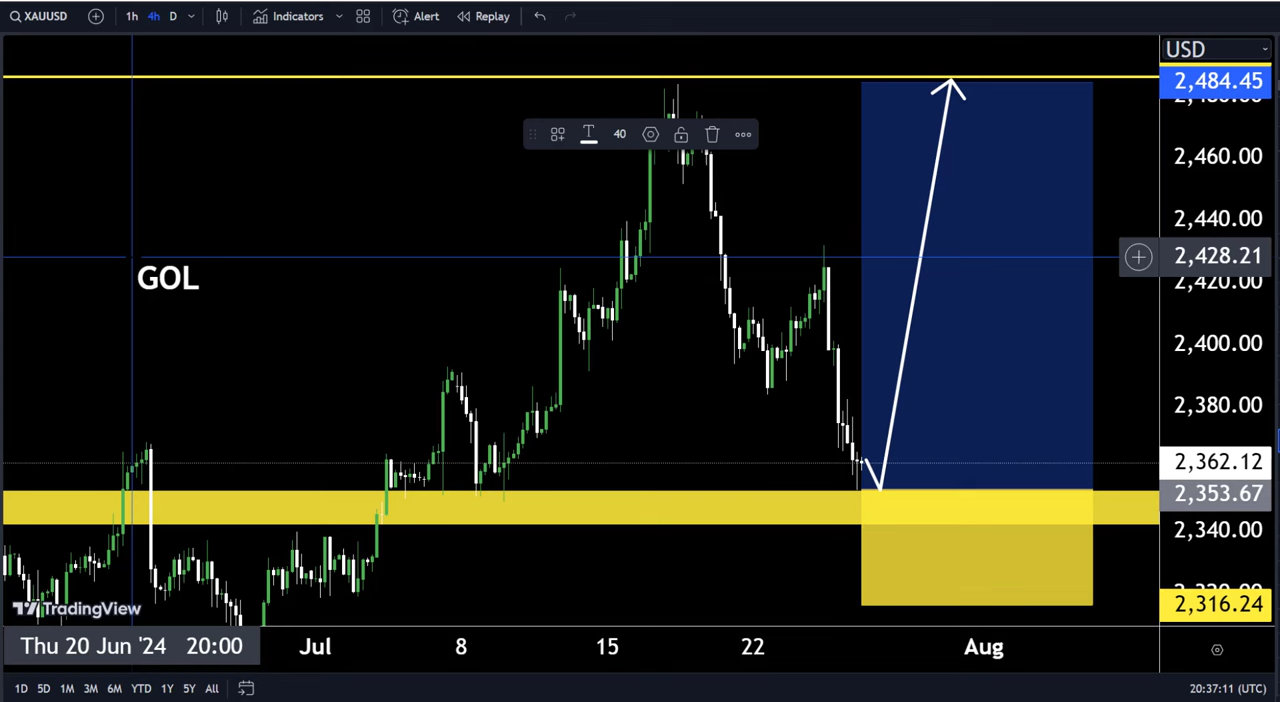 XAUUSD 1h 4h D Indicators Alert Replay
USD
2,484.45
2,460.00
2,440.00
2,428.21
2,420.00
GOL
2,400.00
2,380.00
2,362.12
2,353.67
2,340.00
2,316.24
TradingView
Thu 20 Jun '24 20:00 Jul 8 15 22 Aug
1D 5D 1M 3M 6M YTD 1Y 5Y All 20:37:11 (UTC)
40